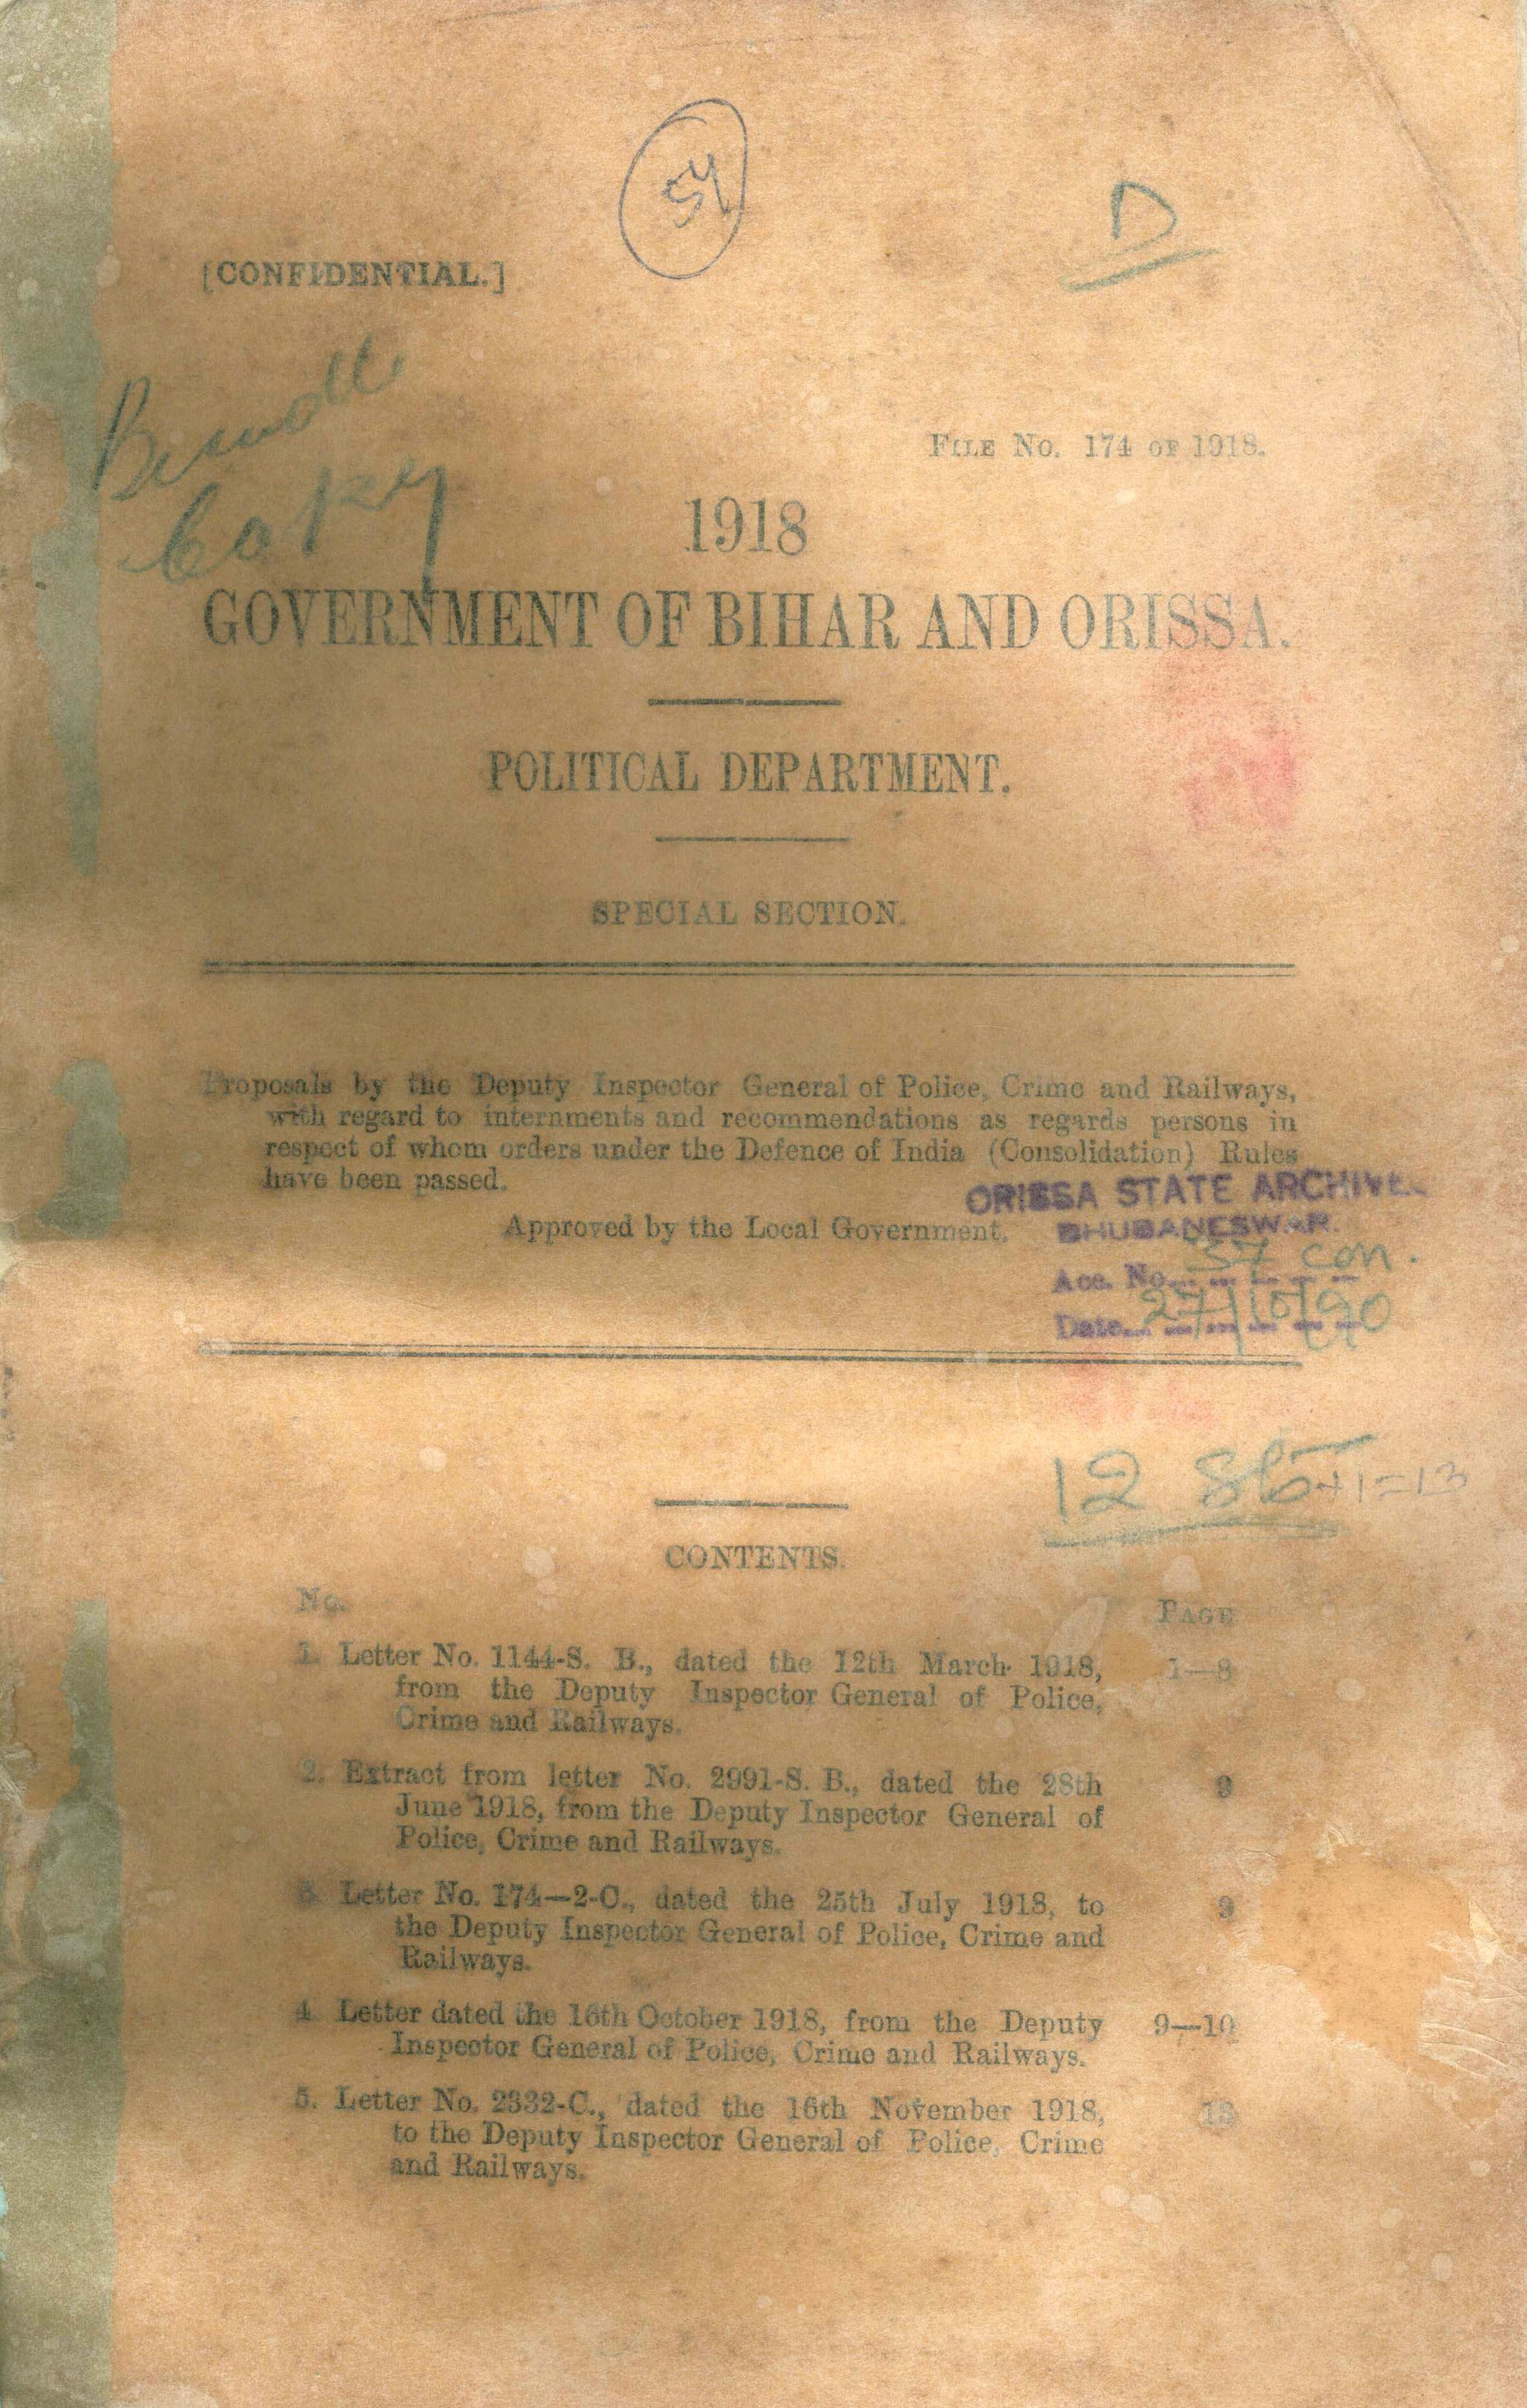 54
D
[CONFIDENTIAL.]
Copy
FILE No. 174 OF 1918.
1918
GOVERNMENT OF BIHAR AND ORISSA.
POLITICAL DEPARTMENT.
SPECIAL SECTION.
Proposals by the Deputy Inspector General of Police, Crime and Railways,
with regard to internments and recommendations as regards persons in
respect of whom orders under the Defence of India (Consolidation) Rules
have been passed.
ORISSA STATE ARCHIVE
Approved by the Local Government.
BHUBANESWAR.
Acc. No. 37 con.
Date 27/10/90
12 +1=13
CONTENTS.
No. PAGE
1. Letter No. 1144-S. B., dated the 12th March 1918, 1—8
from the Deputy Inspector General of Police,
Crime and Railways.
2. Extract from letter No. 2991-S. B., dated the 28th 9
June 1918, from the Deputy Inspector General of
Police, Crime and Railways.
3. Letter No. 174—2-C., dated the 25th July 1918, to 9
the Deputy Inspector General of Police, Crime and
Railways.
4. Letter dated the 16th October 1918, from the Deputy 9—10
Inspector General of Police, Crime and Railways.
5. Letter No. 2332-C., dated the 16th November 1918, 13
to the Deputy Inspector General of Police, Crime
and Railways.